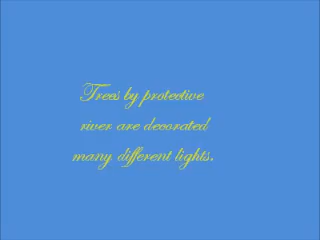 Trees by protective
river are decorated
many different lights.